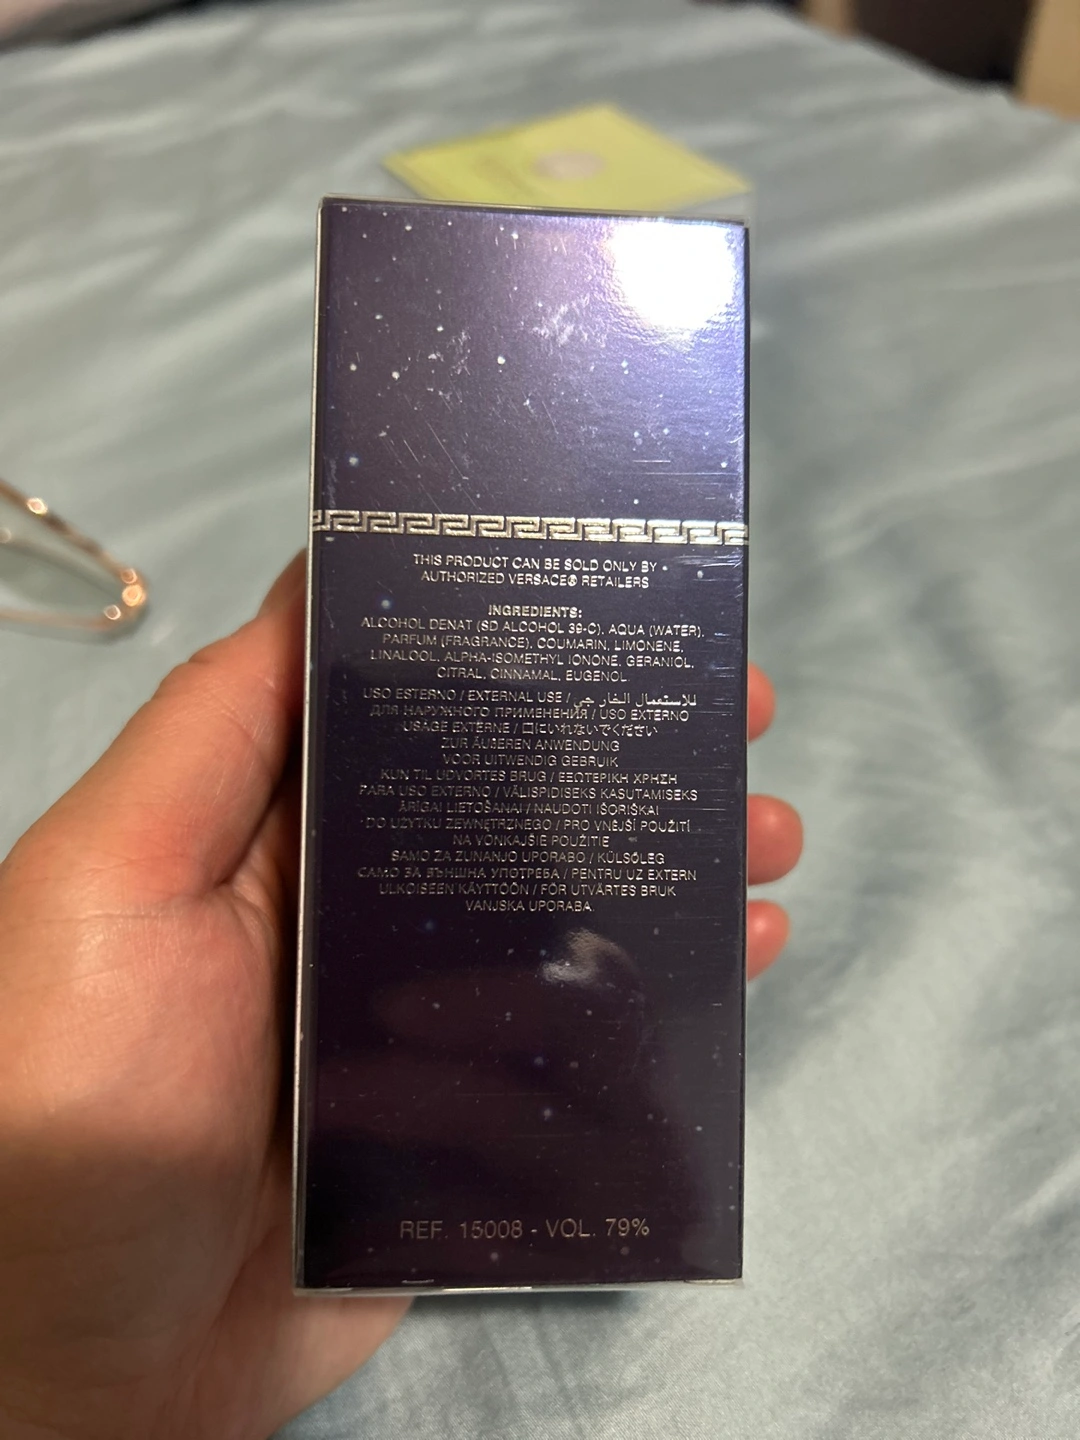 THIS PRODUCT CAN BE SOLD ONLY BY
AUTHORIZED VERSACE® RETAILERS
INGREDIENTS:
ALCOHOL DENAT (SD ALCOHOL 39-C), AQUA (WATER),
PARFUM (FRAGRANCE), COUMARIN, LIMONENE,
LINALOOL, ALPHA-ISOMETHYL IONONE, GERANIOL,
CITRAL, CINNAMAL, EUGENOL
USO ESTERNO / EXTERNAL USE / للاستعمال الخارجي
ДЛЯ НАРУЖНОГО ПРИМЕНЕНИЯ / USO EXTERNO
USAGE EXTERNE / 口にいれないでください
ZUR ÄUßEREN ANWENDUNG
VOOR UITWENDIG GEBRUIK
KUN TIL UDVORTES BRUG / ΕΞΩΤΕΡΙΚΗ ΧΡΗΣΗ
PARA USO EXTERNO / VÄLISPIDISEKS KASUTAMISEKS
ĀRĪGAI LIETOŠANAI / NAUDOTI IŠORIŠKAI
DO UŻYTKU ZEWNĘTRZNEGO / PRO VNĚJŠÍ POUŽITÍ
NA VONKAJŠIE POUŽITIE
SAMO ZA ZUNANJO UPORABO / KÜLSŐLEG
САМО ЗА ВЪНШНА УПОТРЕБА / PENTRU UZ EXTERN
ULKOISEEN KÄYTTÖÖN / FÖR UTVÄRTES BRUK
VANJSKA UPORABA.
REF. 15008 - VOL. 79%